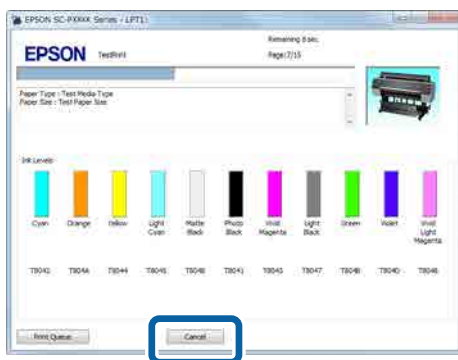 EPSON SC-PXXXX Series - LPT1:
EPSON
TestPrint
Remaining 8 sec.
Page: 7/15
Paper Type : Test Media Type
Paper Size : Test Paper Size
Ink Levels
Cyan
Orange
Yellow
Light Cyan
Matte Black
Photo Black
Vivid Magenta
Light Black
Green
Violet
Vivid Light Magenta
T8042
T804A
T8044
T8045
T8048
T8041
T8043
T8047
T804B
T804D
T8046
Print Queue
Cancel